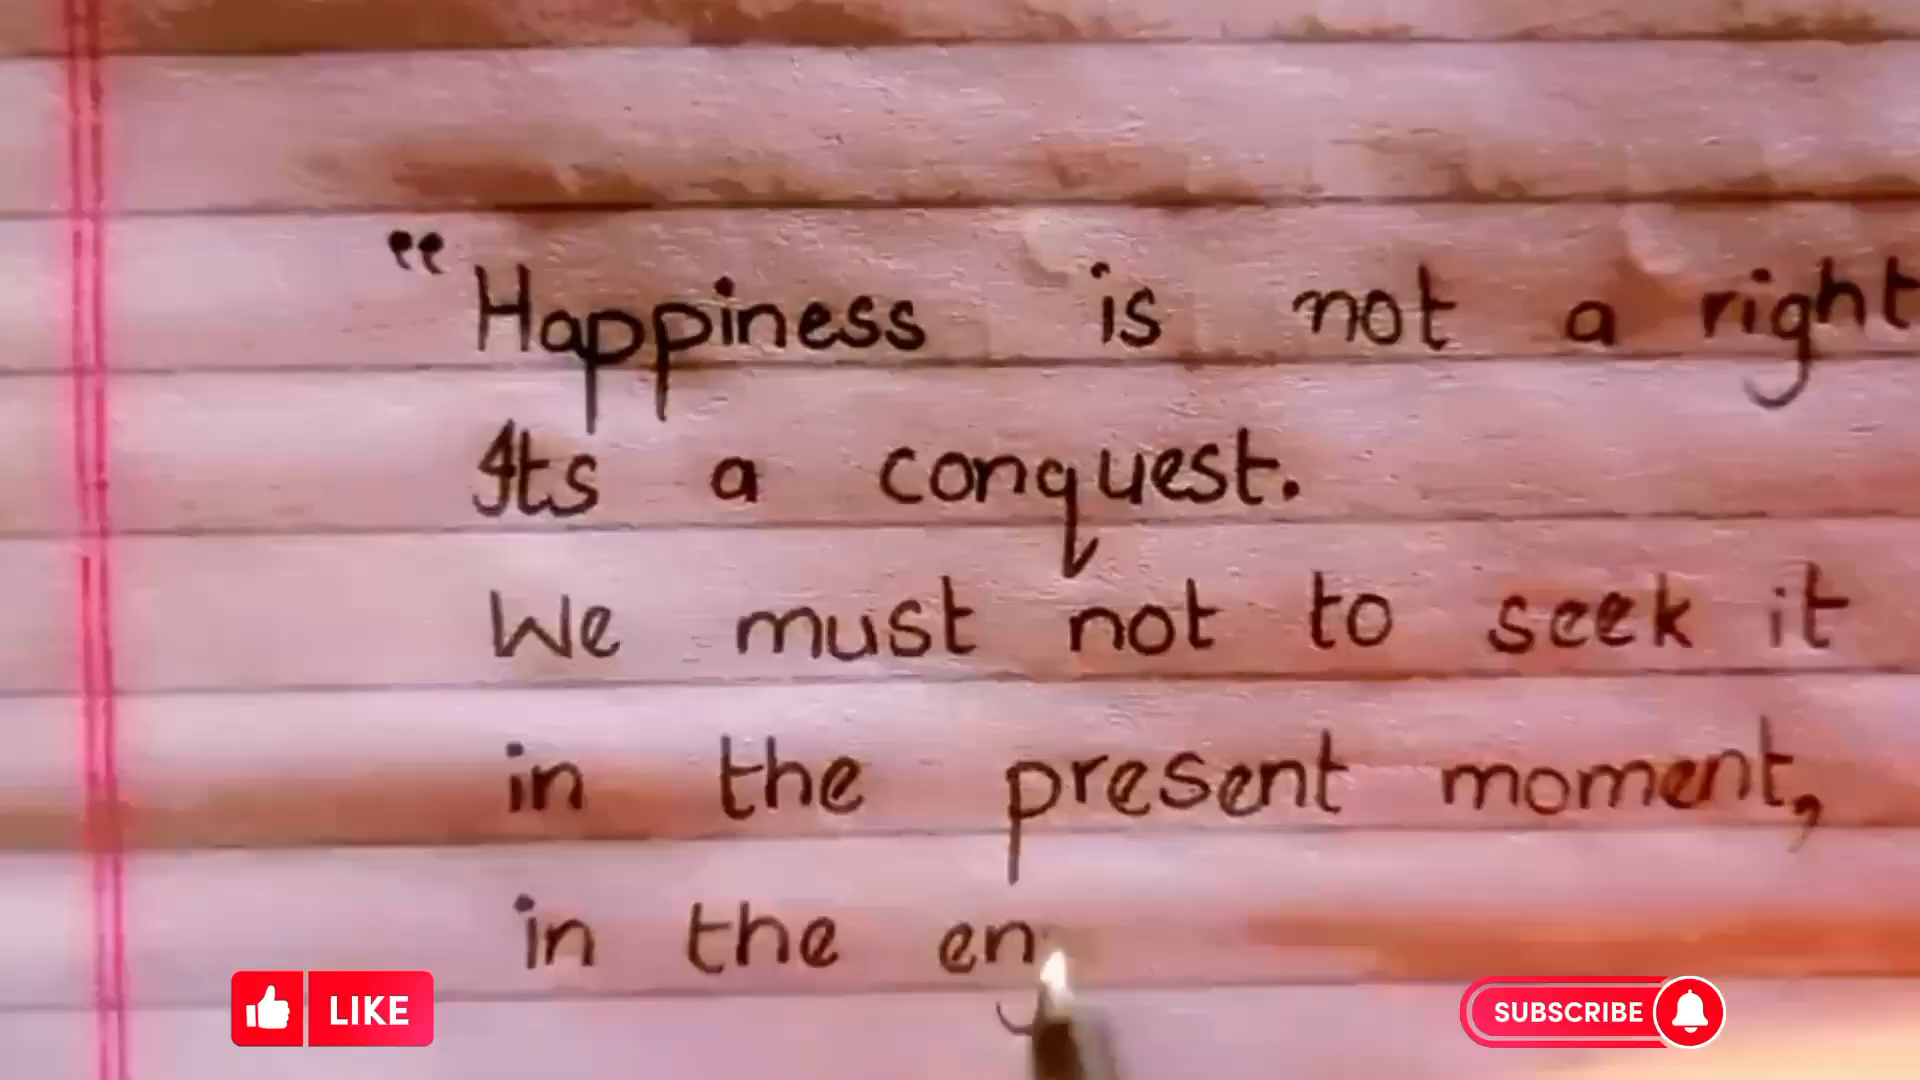 “Happiness is not a right
Its a conquest.
We must not to seek it
in the present moment,
in the en
LIKE
SUBSCRIBE